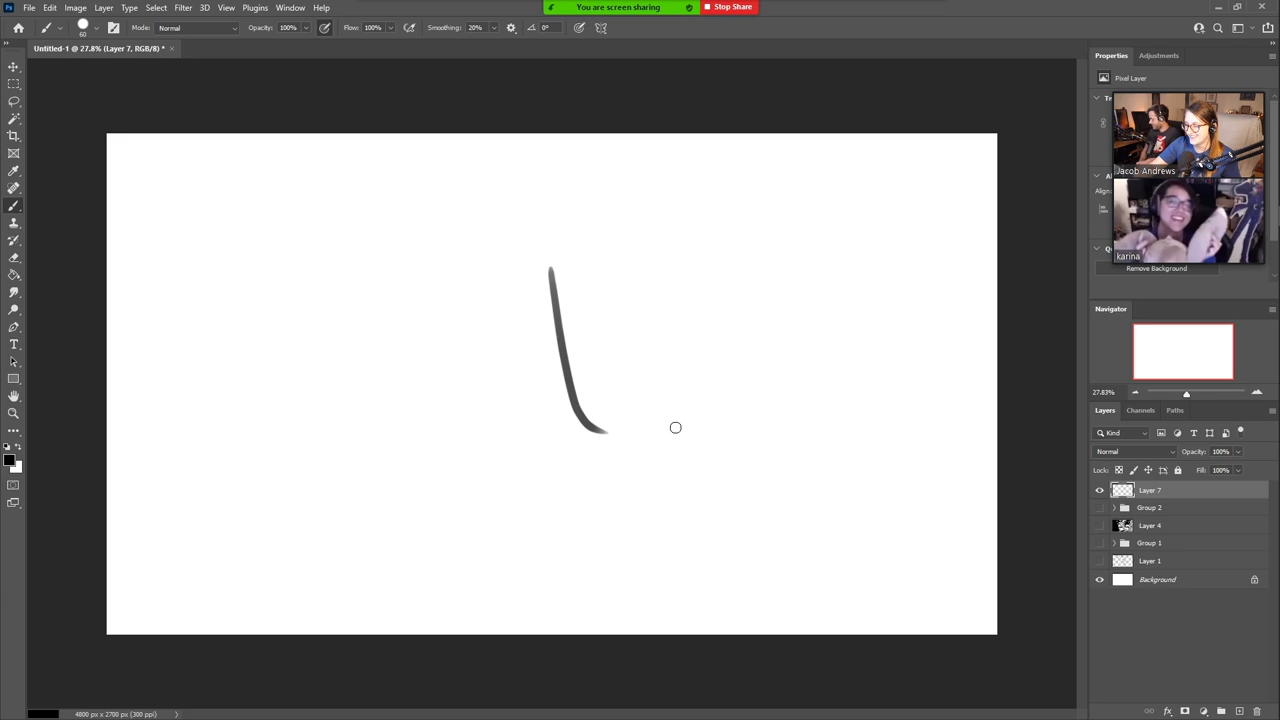 Ps File Edit Image Layer Type Select Filter 3D View Plugins Window Help
You are screen sharing Stop Share
60 Mode: Normal Opacity: 100% Flow: 100% Smoothing: 20% 0°
Untitled-1 @ 27.8% (Layer 7, RGB/8) * ×
Properties Adjustments
Pixel Layer
Jacob Andrews
karina
Remove Background
Navigator
27.83%
Layers Channels Paths
Kind
Normal Opacity: 100%
Lock: Fill: 100%
Layer 7
Group 2
Layer 4
Group 1
Layer 1
Background
4800 px x 2700 px (300 ppi)